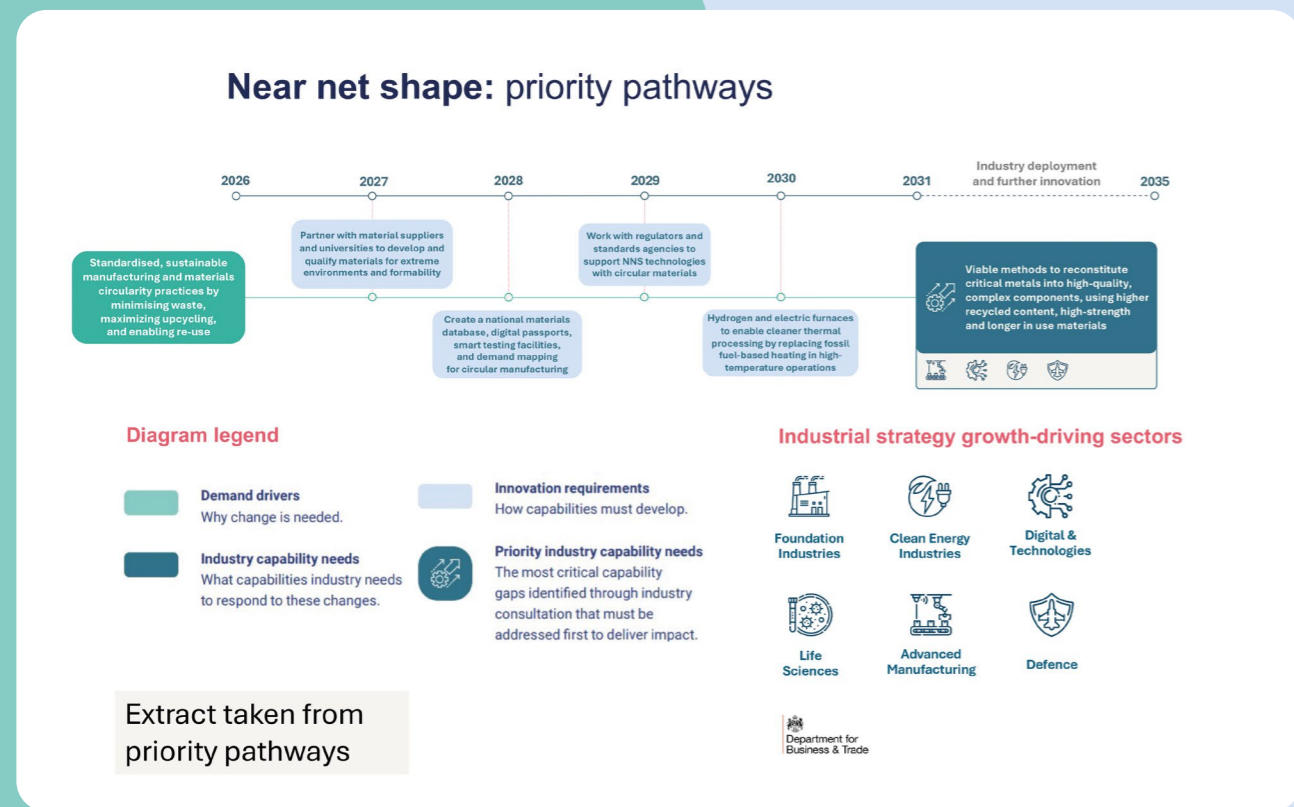 Near net shape: priority pathways
Industry deployment
and further innovation
2026
2027
2028
2029
2030
2031
2035
Standardised, sustainable
manufacturing and materials
circularity practices by
minimising waste,
maximizing upcycling,
and enabling re-use
Partner with material suppliers
and universities to develop and
qualify materials for extreme
environments and formability
Create a national materials
database, digital passports,
smart testing facilities,
and demand mapping
for circular manufacturing
Work with regulators and
standards agencies to
support NNS technologies
with circular materials
Hydrogen and electric furnaces
to enable cleaner thermal
processing by replacing fossil
fuel-based heating in high-
temperature operations
Viable methods to reconstitute
critical metals into high-quality,
complex components, using higher
recycled content, high-strength
and longer in use materials
Diagram legend
Demand drivers
Why change is needed.
Industry capability needs
What capabilities industry needs
to respond to these changes.
Innovation requirements
How capabilities must develop.
Priority industry capability needs
The most critical capability
gaps identified through industry
consultation that must be
addressed first to deliver impact.
Industrial strategy growth-driving sectors
Foundation
Industries
Clean Energy
Industries
Digital &
Technologies
Life
Sciences
Advanced
Manufacturing
Defence
Extract taken from
priority pathways
Department for
Business & Trade